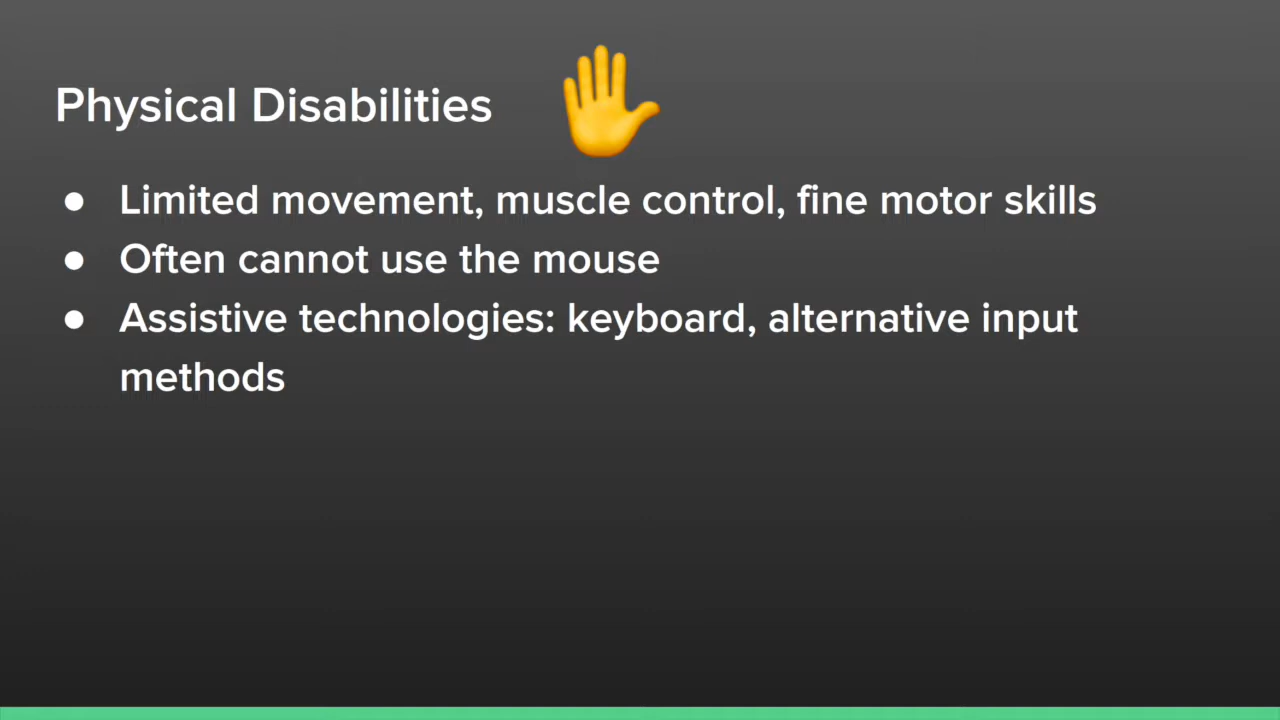 Physical Disabilities
● Limited movement, muscle control, fine motor skills
● Often cannot use the mouse
● Assistive technologies: keyboard, alternative input
methods